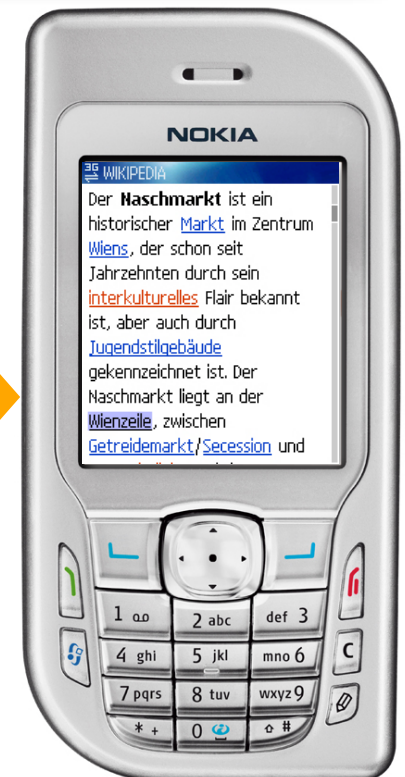 NOKIA
3G WIKIPEDIA
Der Naschmarkt ist ein
historischer Markt im Zentrum
Wiens, der schon seit
Jahrzehnten durch sein
interkulturelles Flair bekannt
ist, aber auch durch
Jugendstilgebäude
gekennzeichnet ist. Der
Naschmarkt liegt an der
Wienzeile, zwischen
Getreidemarkt/Secession und
1 2 abc def 3
4 ghi 5 jkl mno 6 C
7 pqrs 8 tuv wxyz 9
* + 0 #